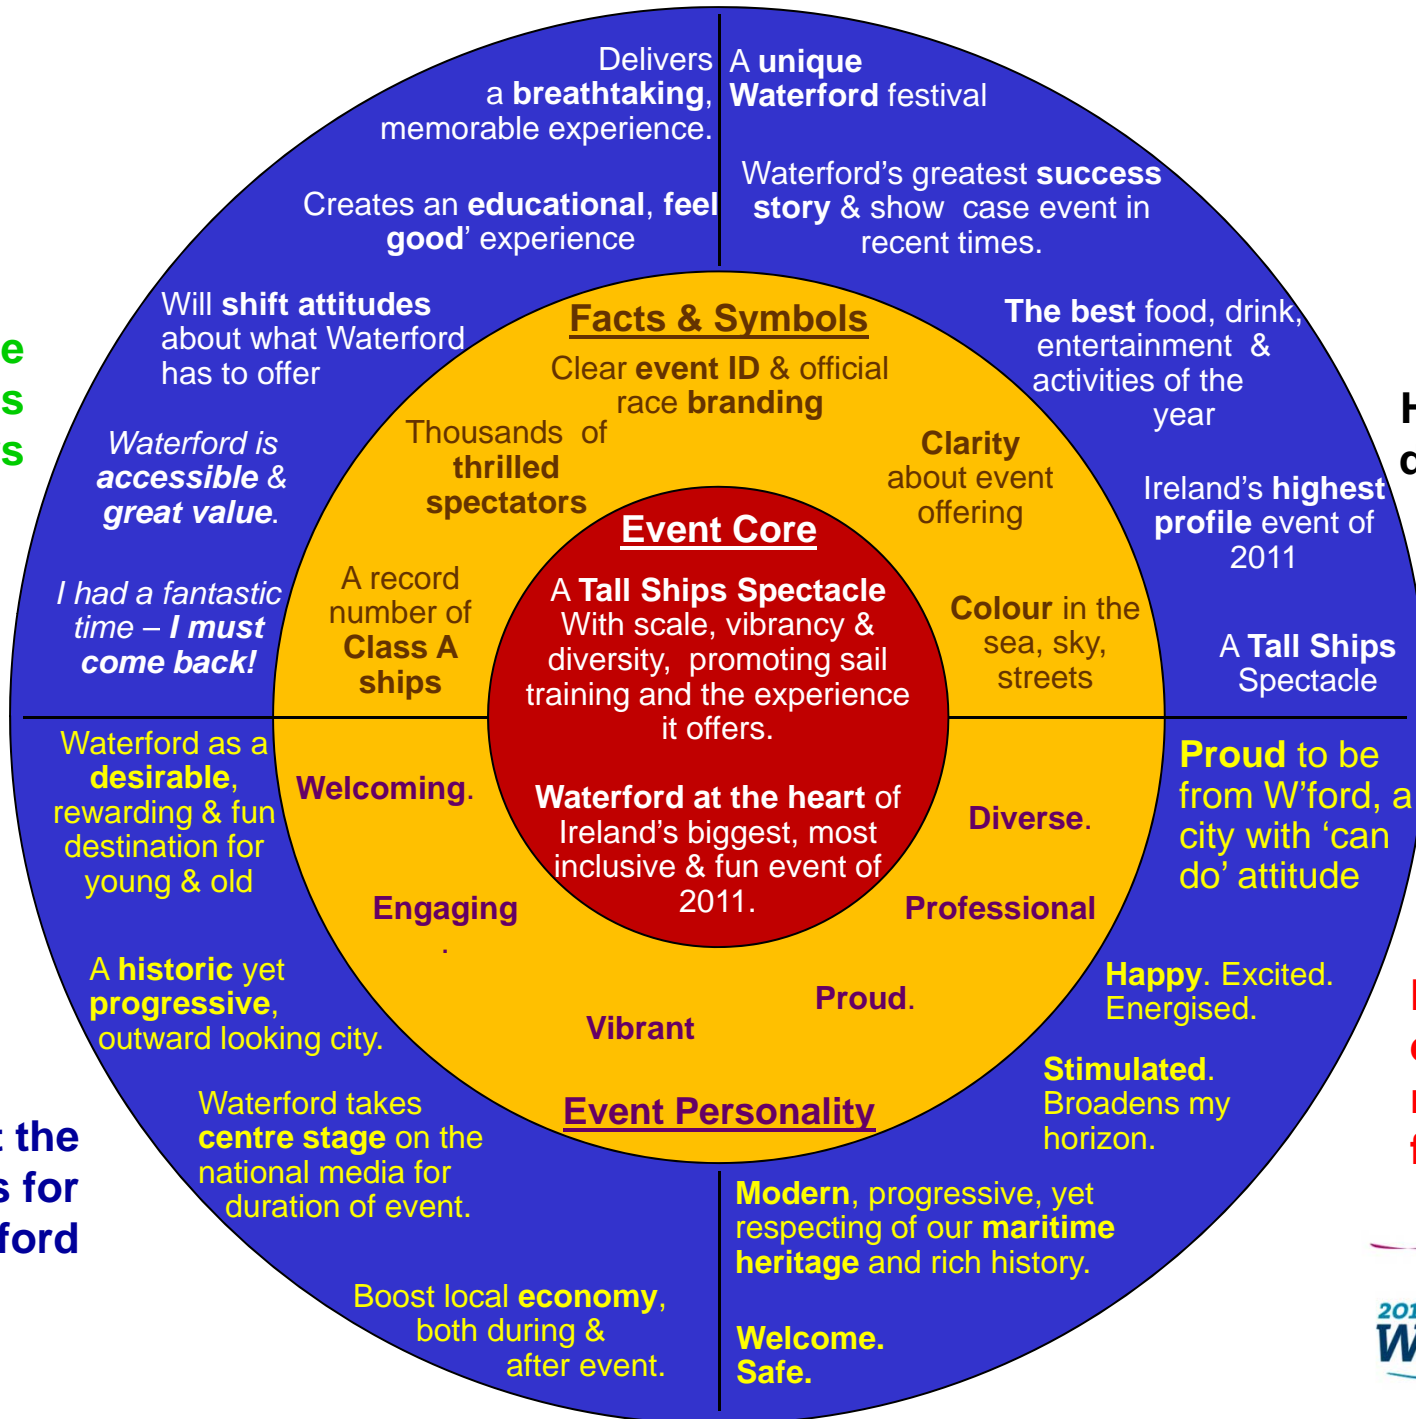 Delivers
a breathtaking,
memorable experience.
Creates an educational, feel
good’ experience
Will shift attitudes
about what Waterford
has to offer
Waterford is
accessible &
great value.
I had a fantastic
time – I must
come back!
A unique
Waterford festival
Waterford’s greatest success
story & show case event in
recent times.
The best food, drink,
entertainment &
activities of the
year
Ireland’s highest
profile event of
2011
A Tall Ships
Spectacle
Facts & Symbols
Clear event ID & official
race branding
Thousands of
thrilled
spectators
A record
number of
Class A
ships
Clarity
about event
offering
Colour in the
sea, sky,
streets
Event Core
A Tall Ships Spectacle
With scale, vibrancy &
diversity, promoting sail
training and the experience
it offers.
Waterford at the heart of
Ireland’s biggest, most
inclusive & fun event of
2011.
Welcoming.
Engaging
.
Vibrant
Proud.
Professional
Diverse.
Event Personality
Waterford as a
desirable,
rewarding & fun
destination for
young & old
A historic yet
progressive,
outward looking city.
Waterford takes
centre stage on the
national media for
duration of event.
Boost local economy,
both during &
after event.
Proud to be
from W’ford, a
city with ‘can
do’ attitude
Happy. Excited.
Energised.
Stimulated.
Broadens my
horizon.
Modern, progressive, yet
respecting of our maritime
heritage and rich history.
Welcome.
Safe.
e
s
s
t the
s for
ford
H
201
W